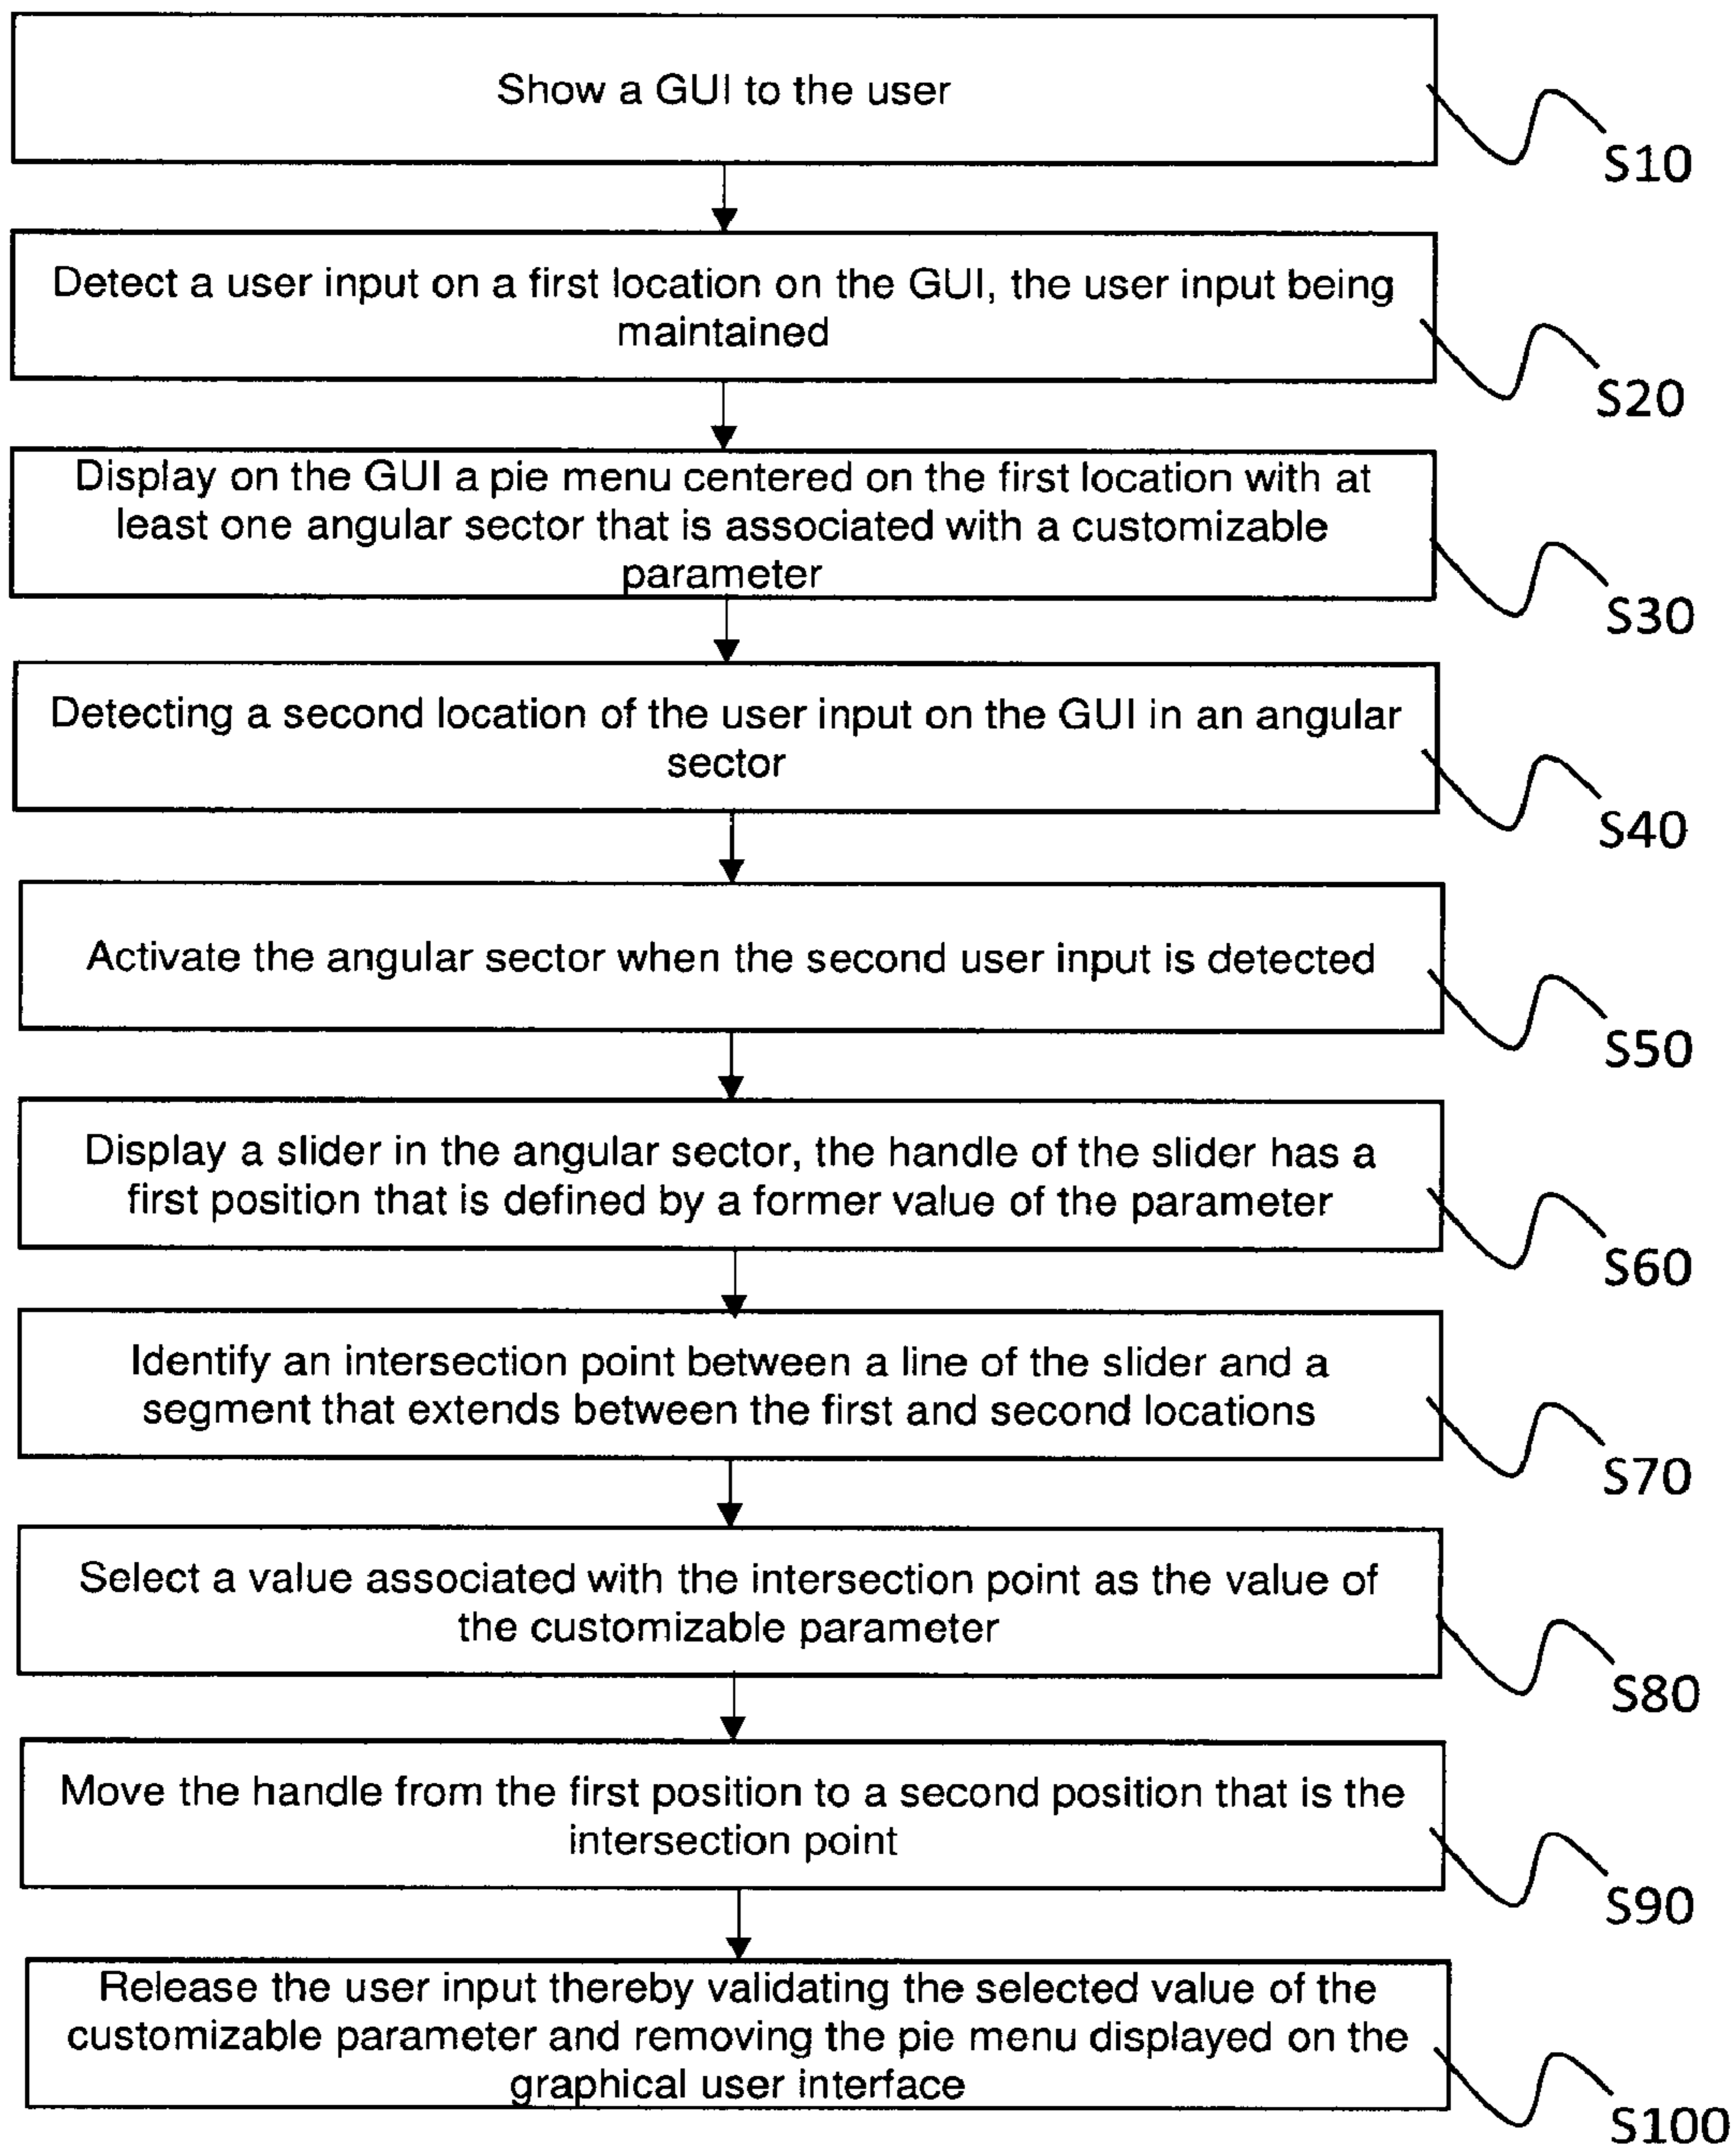 Show a GUI to the user
S10
Detect a user input on a first location on the GUI, the user input being
maintained
S20
Display on the GUI a pie menu centered on the first location with at
least one angular sector that is associated with a customizable
parameter
S30
Detecting a second location of the user input on the GUI in an angular
sector
S40
Activate the angular sector when the second user input is detected
S50
Display a slider in the angular sector, the handle of the slider has a
first position that is defined by a former value of the parameter
S60
Identify an intersection point between a line of the slider and a
segment that extends between the first and second locations
S70
Select a value associated with the intersection point as the value of
the customizable parameter
S80
Move the handle from the first position to a second position that is the
intersection point
S90
Release the user input thereby validating the selected value of the
customizable parameter and removing the pie menu displayed on the
graphical user interface
S100